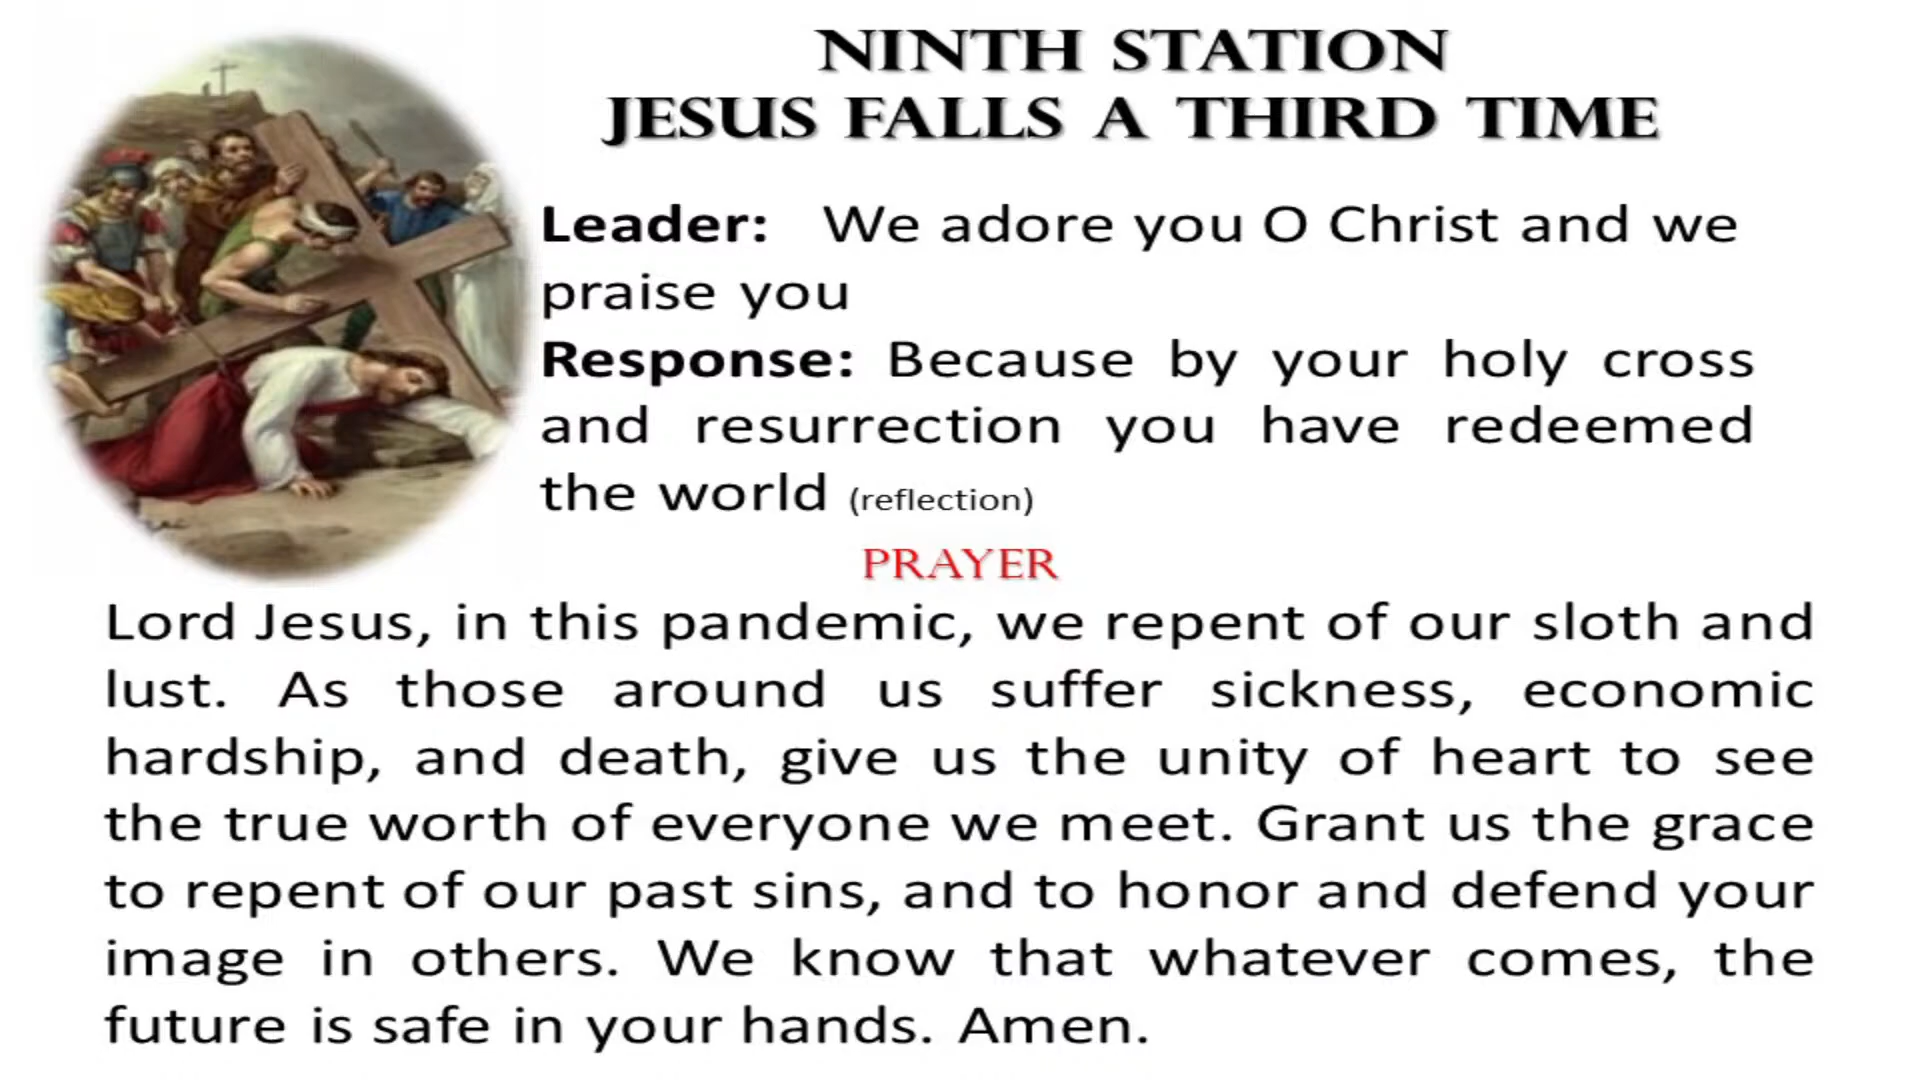 NINTH STATION
JESUS FALLS A THIRD TIME
Leader: We adore you O Christ and we
praise you
Response: Because by your holy cross
and resurrection you have redeemed
the world (reflection)
PRAYER
Lord Jesus, in this pandemic, we repent of our sloth and
lust. As those around us suffer sickness, economic
hardship, and death, give us the unity of heart to see
the true worth of everyone we meet. Grant us the grace
to repent of our past sins, and to honor and defend your
image in others. We know that whatever comes, the
future is safe in your hands. Amen.